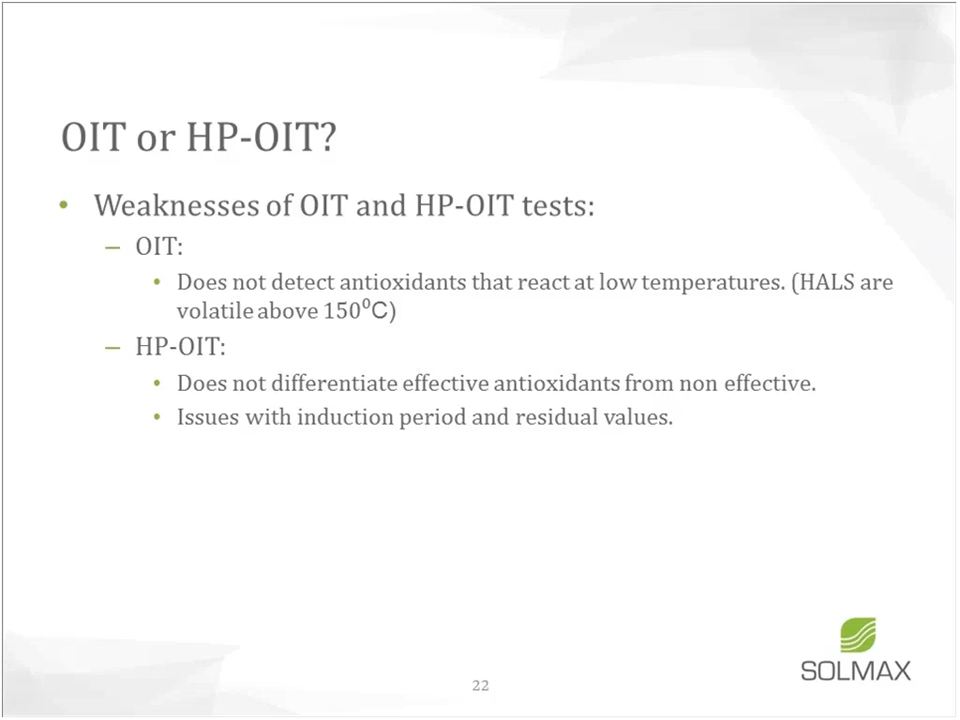 OIT or HP-OIT?
• Weaknesses of OIT and HP-OIT tests:
– OIT:
• Does not detect antioxidants that react at low temperatures. (HALS are
volatile above 150⁰C)
– HP-OIT:
• Does not differentiate effective antioxidants from non effective.
• Issues with induction period and residual values.
SOLMAX
22